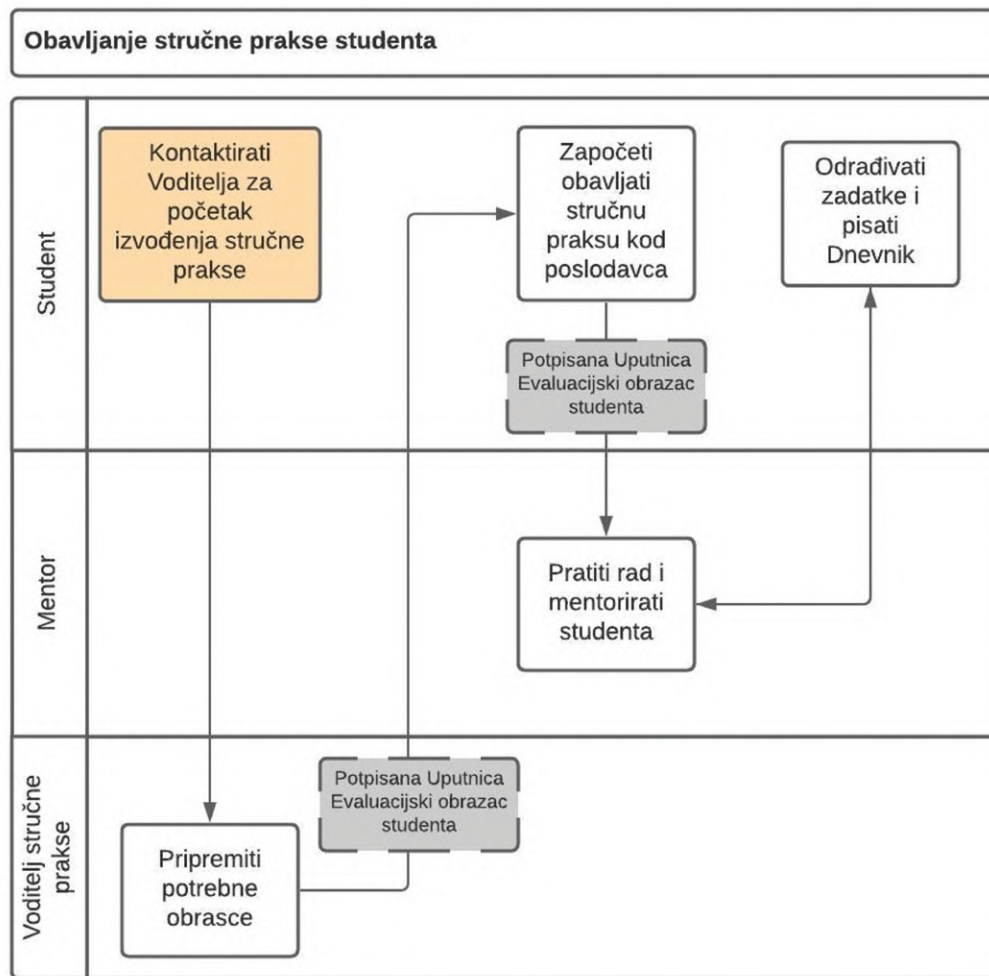 Obavljanje stručne prakse studenta
Student
Kontaktirati
Voditelja za
početak
izvođenja stručne
prakse
Započeti
obavljati
stručnu
praksu kod
poslodavca
Odrađivati
zadatke i
pisati
Dnevnik
Potpisana Uputnica
Evaluacijski obrazac
studenta
Mentor
Pratiti rad i
mentorirati
studenta
Voditelj stručne
prakse
Potpisana Uputnica
Evaluacijski obrazac
studenta
Pripremiti
potrebne
obrasce